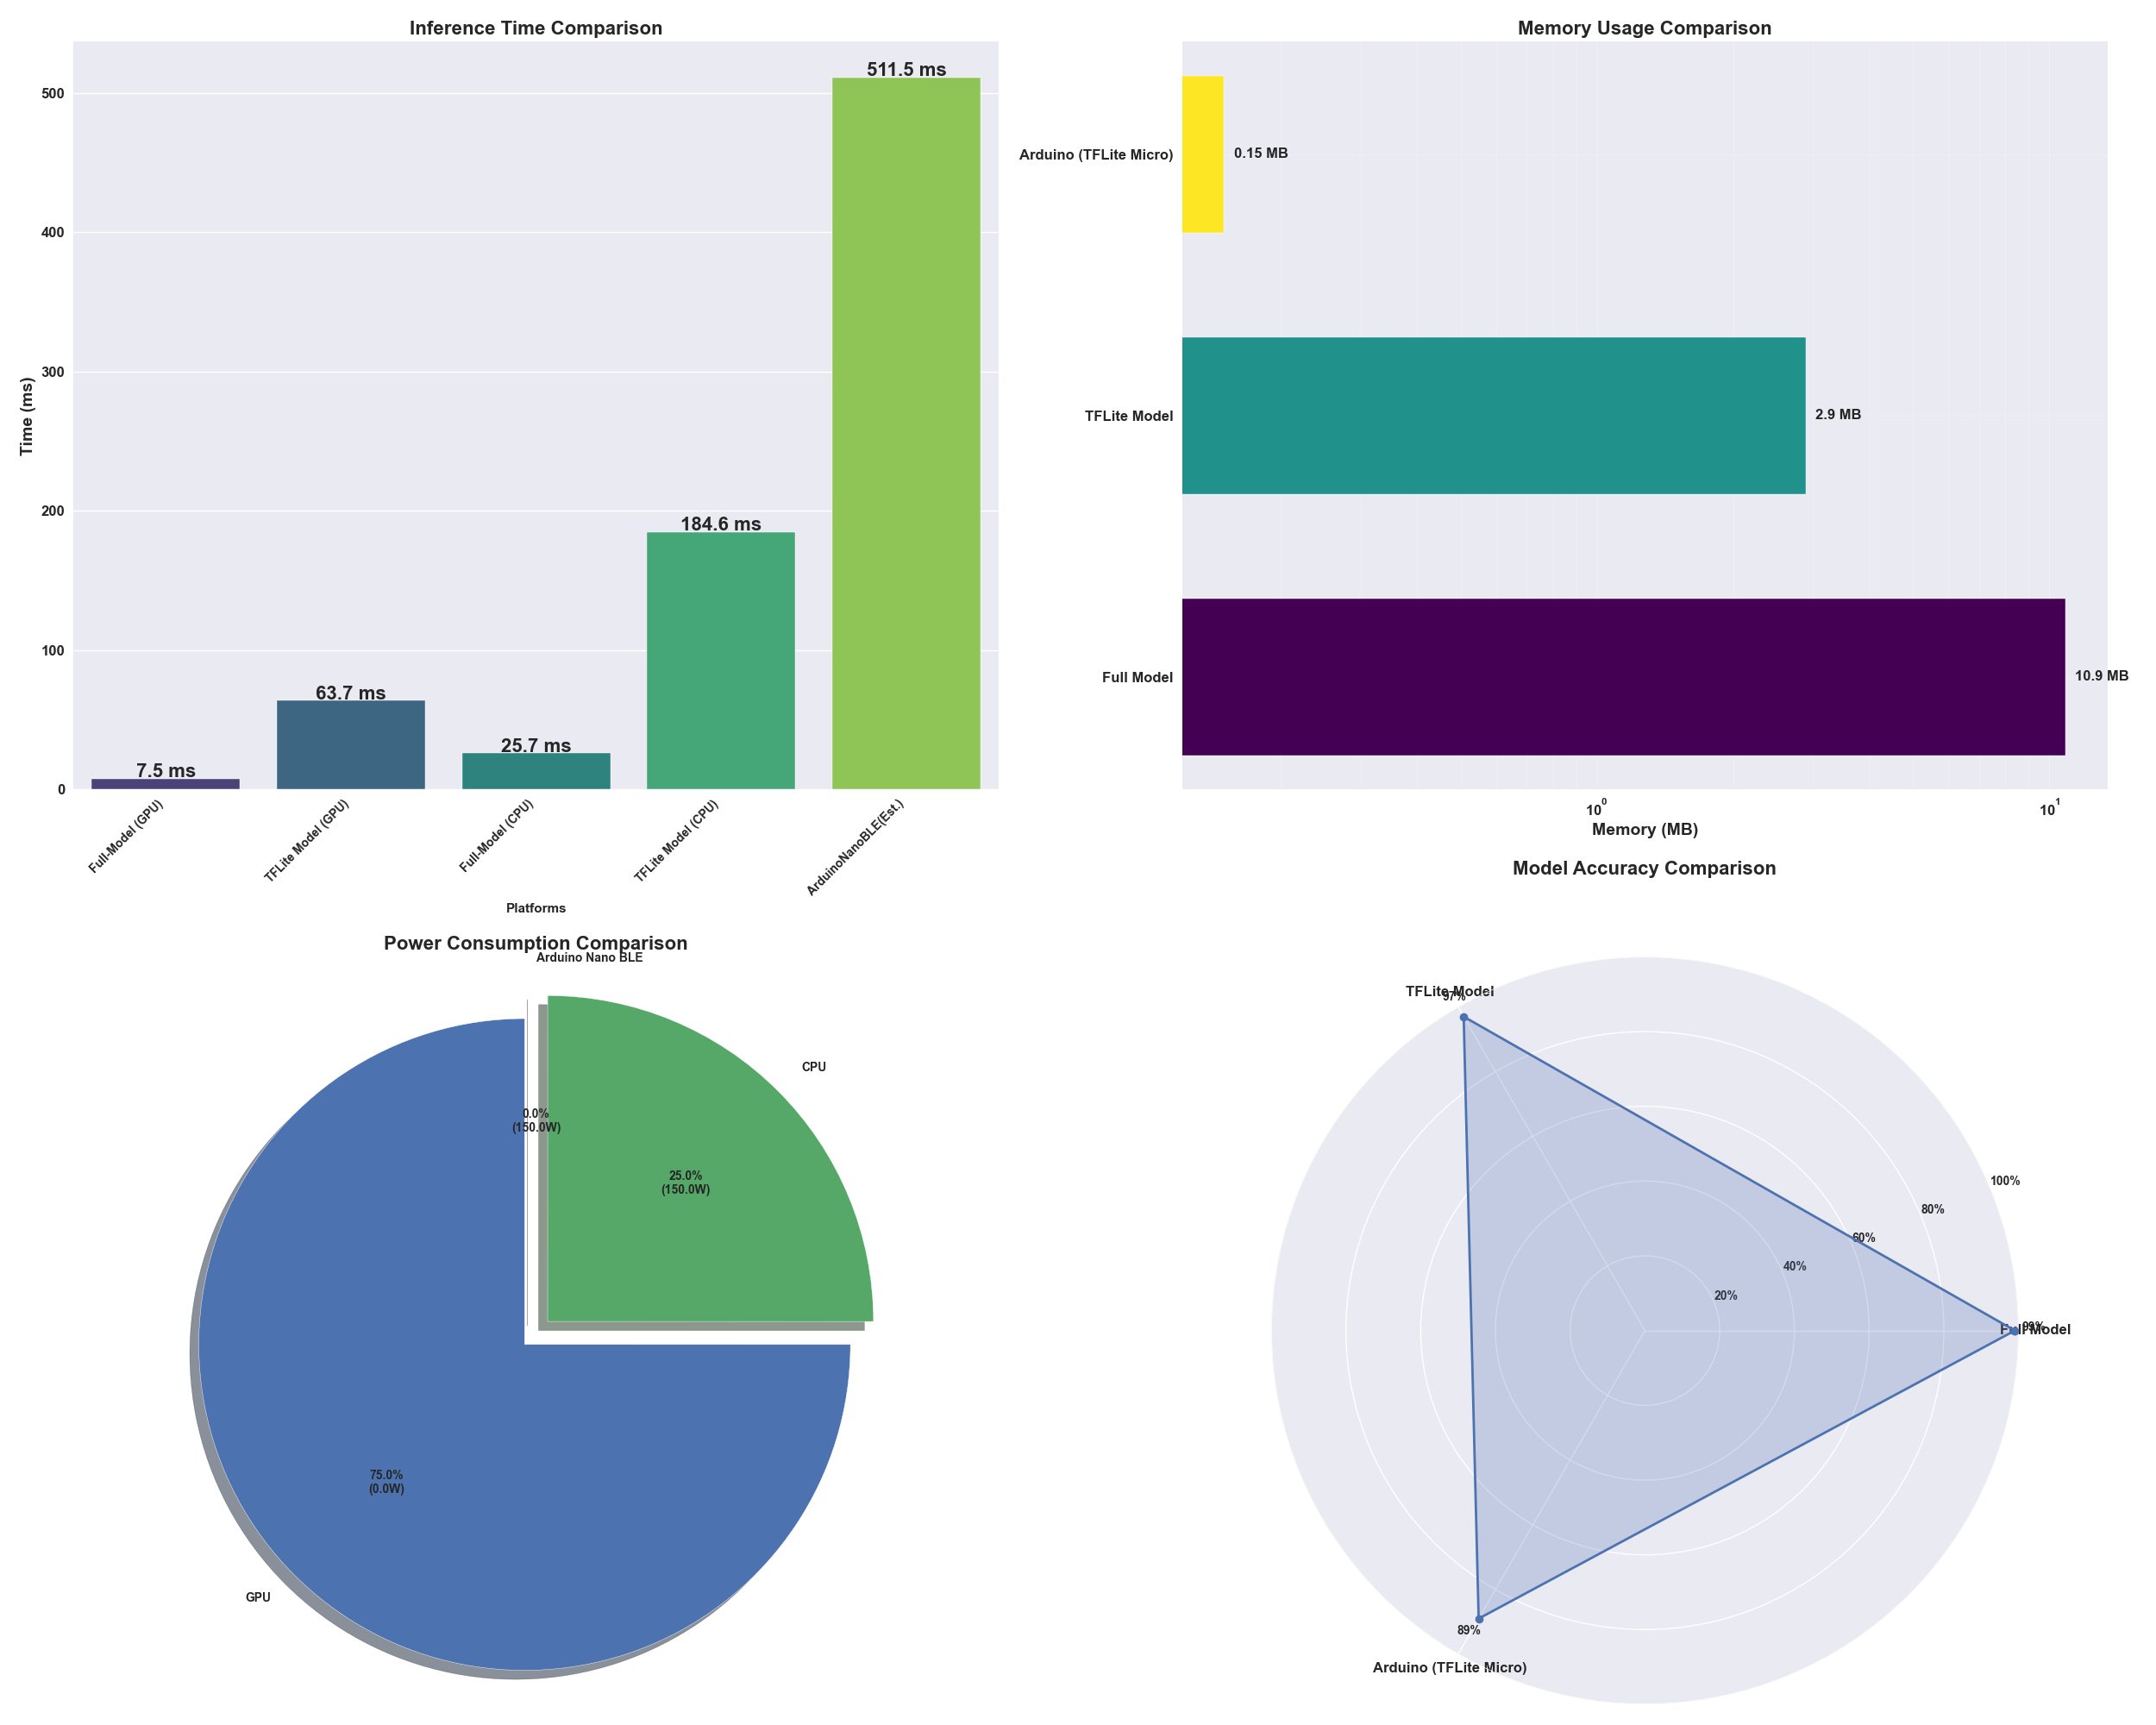 Inference Time Comparison
Time (ms)
500
400
300
200
100
0
7.5 ms
63.7 ms
25.7 ms
184.6 ms
511.5 ms
Full-Model (GPU)
TFLite Model (GPU)
Full-Model (CPU)
TFLite Model (CPU)
ArduinoNanoBLE(Est.)
Platforms
Memory Usage Comparison
Arduino (TFLite Micro)
0.15 MB
TFLite Model
2.9 MB
Full Model
10.9 MB
10⁰
10¹
Memory (MB)
Power Consumption Comparison
Arduino Nano BLE
CPU
0.0%
(150.0W)
25.0%
(150.0W)
75.0%
(0.0W)
GPU
Model Accuracy Comparison
TFLite Model
97%
100%
80%
60%
40%
20%
Full Model
99%
89%
Arduino (TFLite Micro)